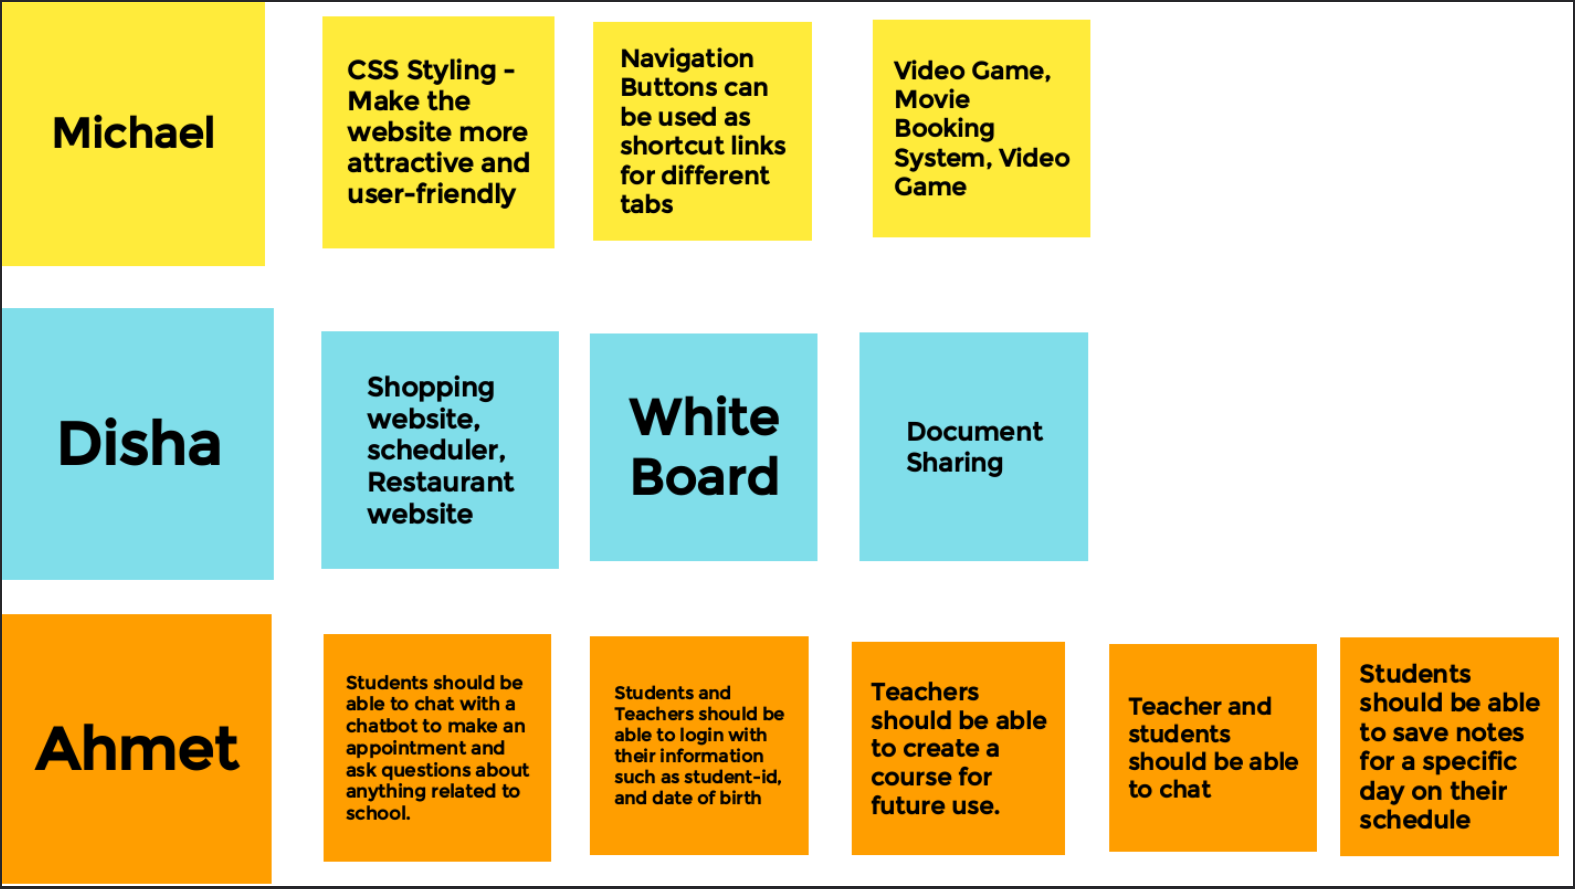 Michael
CSS Styling -
Make the
website more
attractive and
user-friendly
Navigation
Buttons can
be used as
shortcut links
for different
tabs
Video Game,
Movie
Booking
System, Video
Game
Disha
Shopping
website,
scheduler,
Restaurant
website
White
Board
Document
Sharing
Ahmet
Students should be
able to chat with a
chatbot to make an
appointment and
ask questions about
anything related to
school.
Students and
Teachers should be
able to login with
their information
such as student-id,
and date of birth
Teachers
should be able
to create a
course for
future use.
Teacher and
students
should be able
to chat
Students
should be able
to save notes
for a specific
day on their
schedule